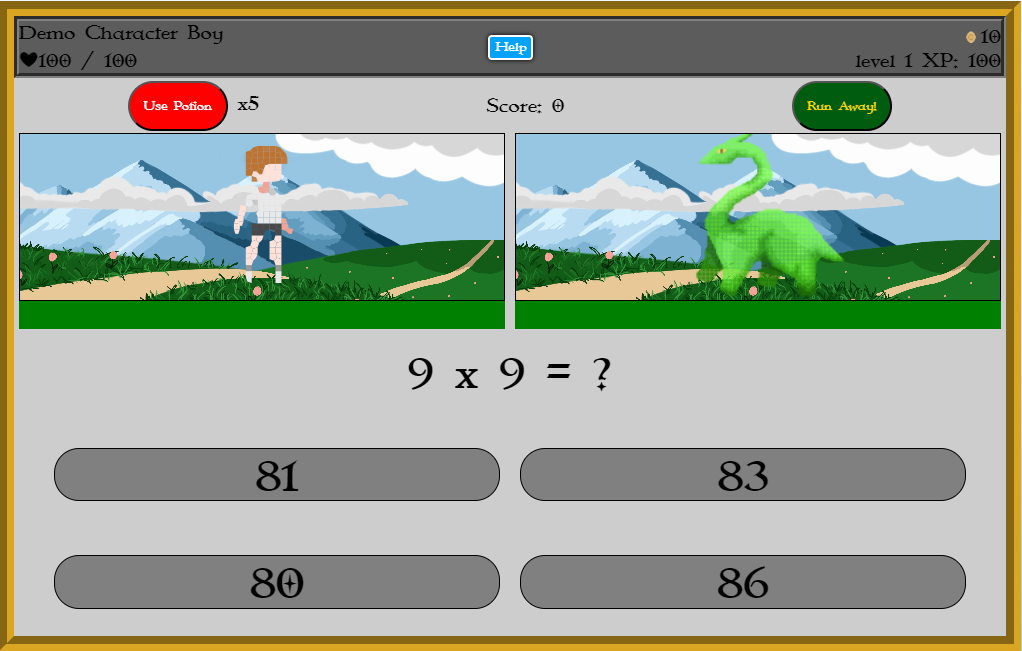 Demo Character Boy
100 / 100
Help
10
level 1 XP: 100
Use Potion
x5
Score: 0
Run Away!
9 x 9 = ?
81
83
80
86